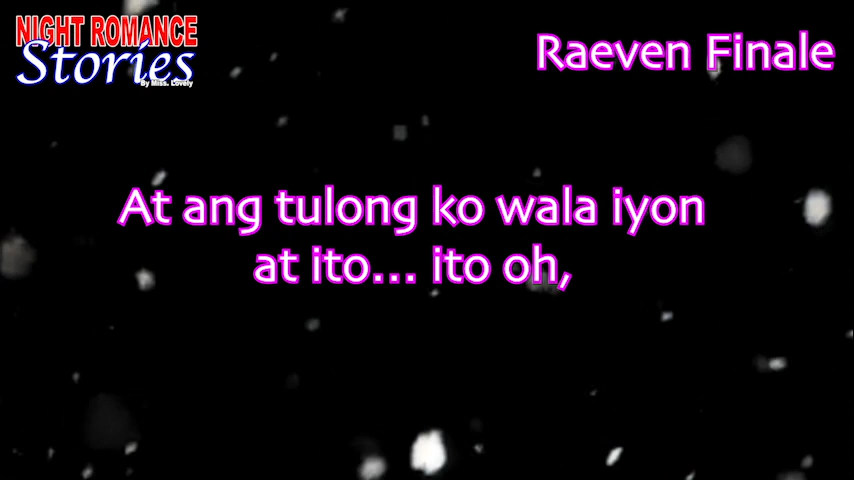 NIGHT ROMANCE
Stories
By Miss. Lovely
Raeven Finale
At ang tulong ko wala iyon
at ito... ito oh,